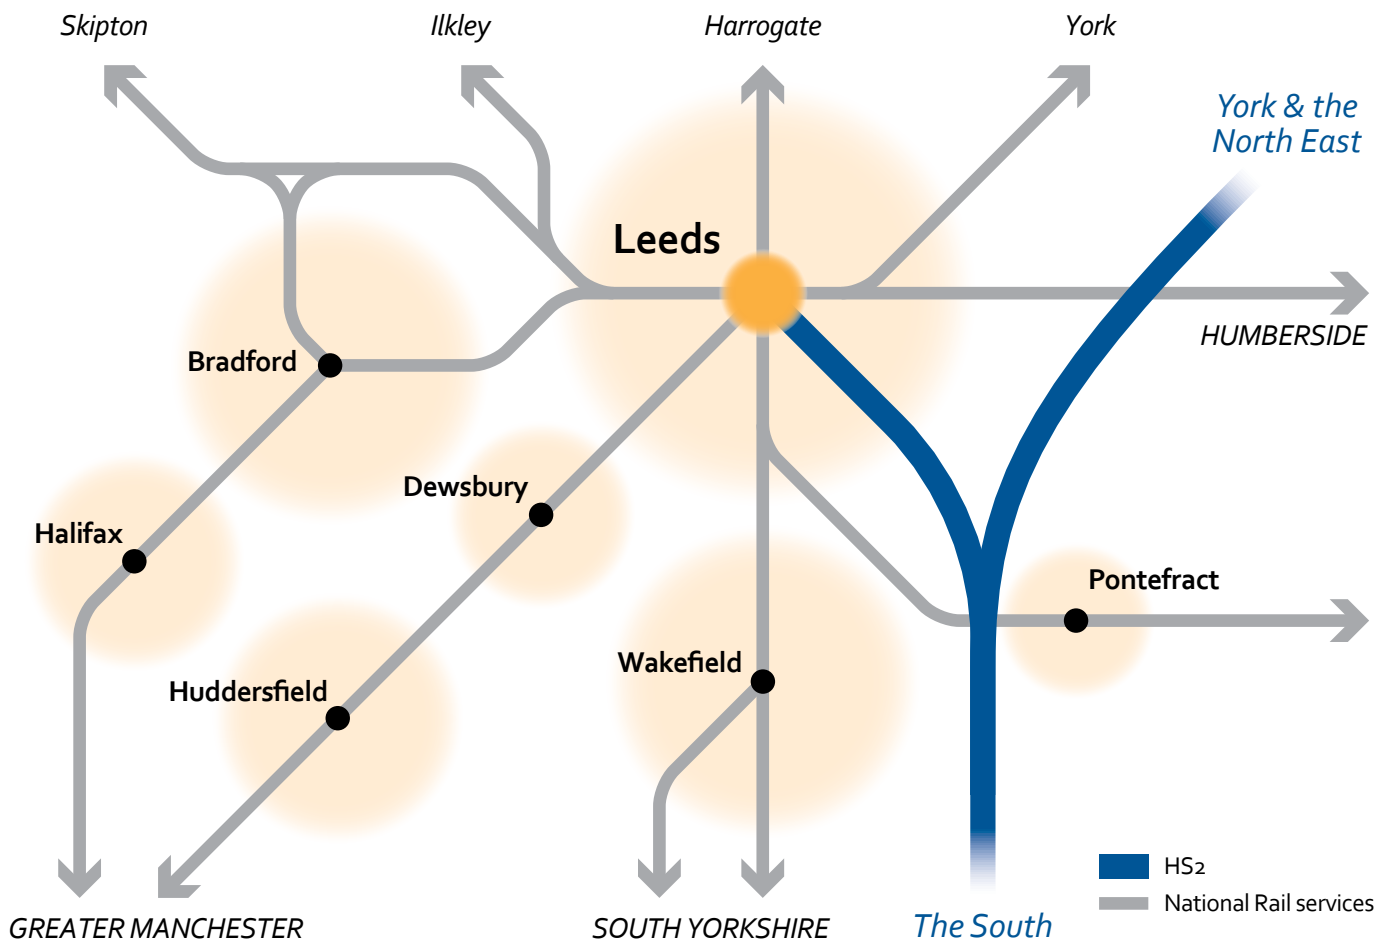 Skipton
Ilkley
Harrogate
York
York & the
North East
Leeds
HUMBERSIDE
Bradford
Dewsbury
Halifax
Pontefract
Wakefield
Huddersfield
HS2
National Rail services
GREATER MANCHESTER
SOUTH YORKSHIRE
The South